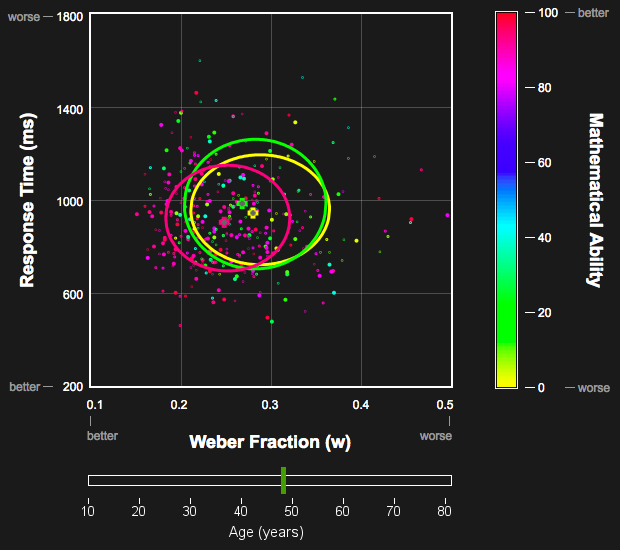 worse
1800
1400
1000
600
better
200
Response Time (ms)
0.1
0.2
0.3
0.4
0.5
better
worse
Weber Fraction (w)
10
20
30
40
50
60
70
80
Age (years)
100
better
80
60
40
20
0
worse
Mathematical Ability